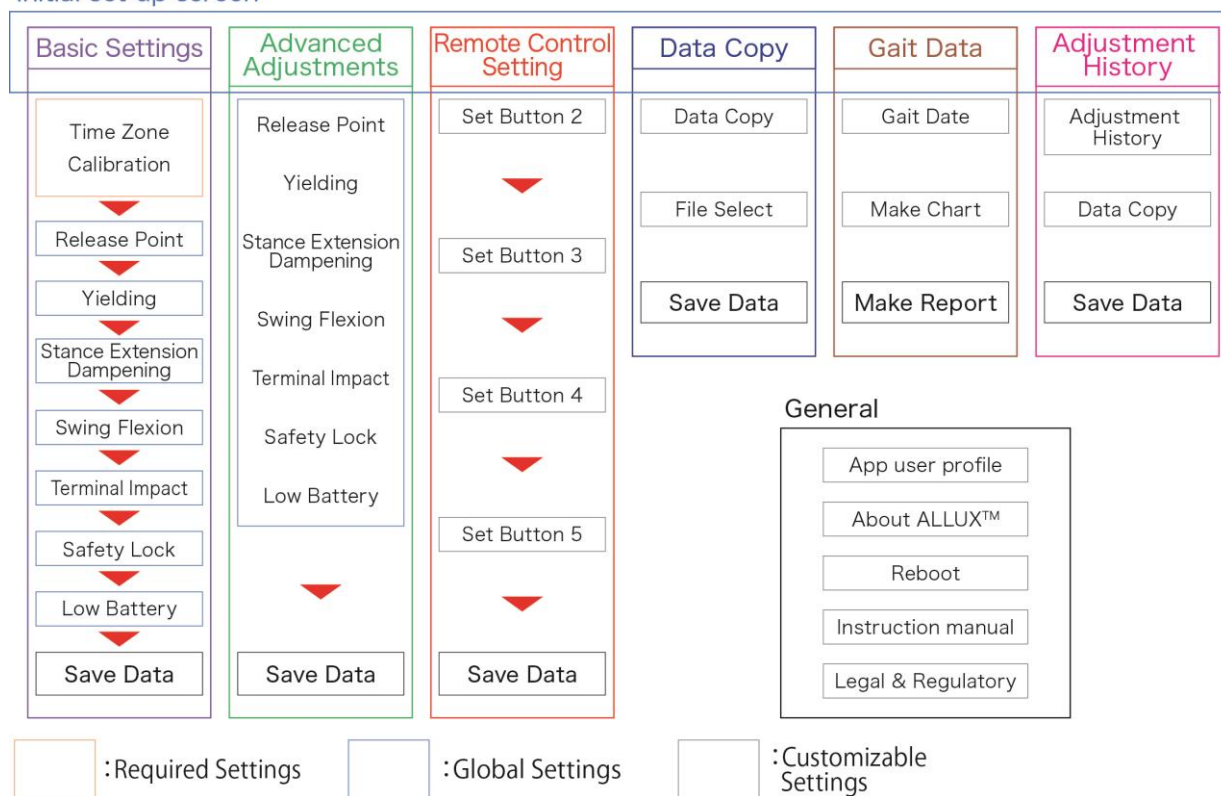 Initial set-up screen
Basic Settings
Time Zone
Calibration
Release Point
Yielding
Stance Extension
Dampening
Swing Flexion
Terminal Impact
Safety Lock
Low Battery
Save Data
Advanced
Adjustments
Release Point
Yielding
Stance Extension
Dampening
Swing Flexion
Terminal Impact
Safety Lock
Low Battery
Save Data
Remote Control
Setting
Set Button 2
Set Button 3
Set Button 4
Set Button 5
Save Data
Data Copy
Data Copy
File Select
Save Data
Gait Data
Gait Date
Make Chart
Make Report
Adjustment
History
Adjustment
History
Data Copy
Save Data
General
App user profile
About ALLUX™
Reboot
Instruction manual
Legal & Regulatory
:Required Settings
:Global Settings
:Customizable
Settings